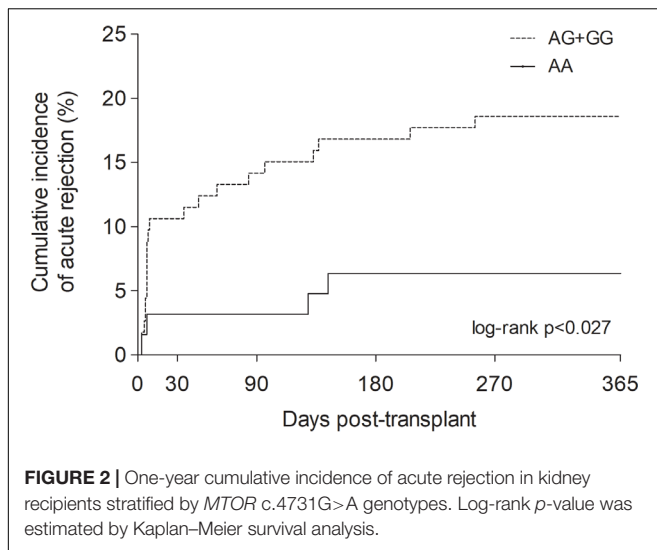 25
20
15
10
5
0
Cumulative incidence
of acute rejection (%)
AG+GG
AA
log-rank p<0.027
0 30 90 180 270 365
Days post-transplant
FIGURE 2 | One-year cumulative incidence of acute rejection in kidney
recipients stratified by MTOR c.4731G>A genotypes. Log-rank p-value was
estimated by Kaplan–Meier survival analysis.